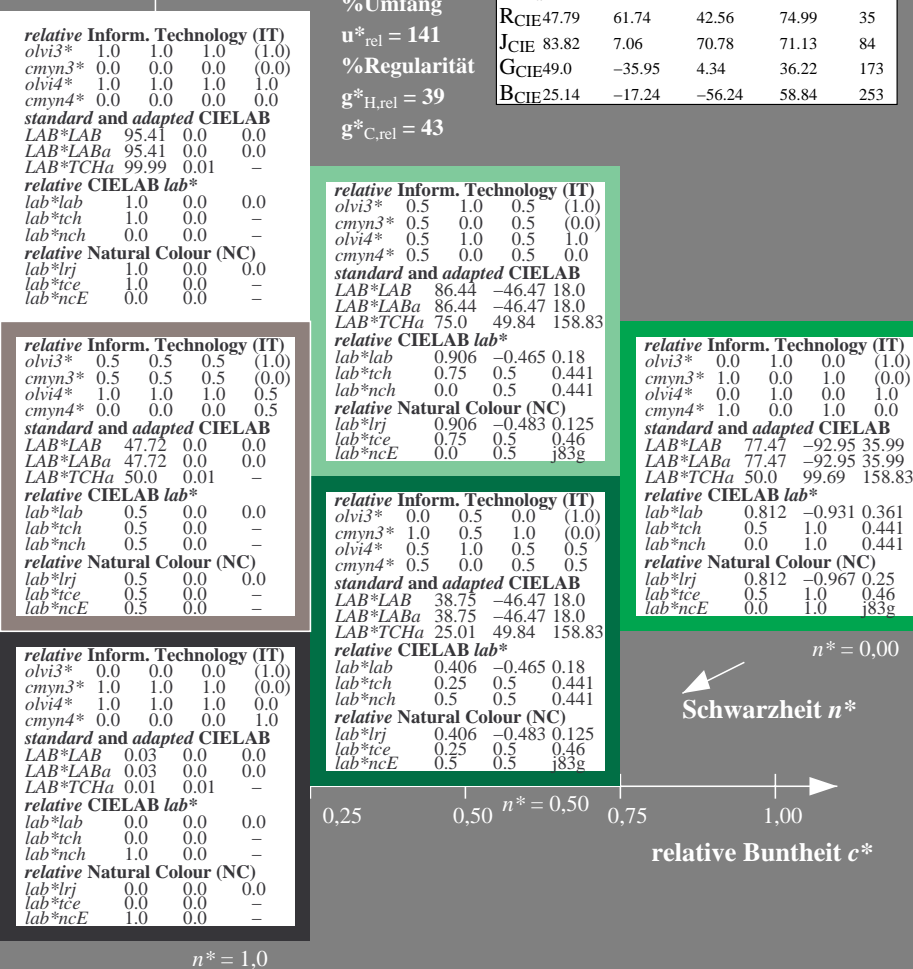 %Umfang
u*rel = 141
%Regularität
g*H,rel = 39
g*C,rel = 43
RCIE 47.79 61.74 42.56 74.99 35
JCIE 83.82 7.06 70.78 71.13 84
GCIE 49.0 −35.95 4.34 36.22 173
BCIE 25.14 −17.24 −56.24 58.84 253
relative Inform. Technology (IT)
olvi3* 1.0 1.0 1.0 (1.0)
cmyn3* 0.0 0.0 0.0 (0.0)
olvi4* 1.0 1.0 1.0 1.0
cmyn4* 0.0 0.0 0.0 0.0
standard and adapted CIELAB
LAB*LAB 95.41 0.0 0.0
LAB*LABa 95.41 0.0 0.0
LAB*TCHa 99.99 0.01 –
relative CIELAB lab*
lab*lab 1.0 0.0 0.0
lab*tch 1.0 0.0 –
lab*nch 0.0 0.0 –
relative Natural Colour (NC)
lab*lrj 1.0 0.0 0.0
lab*tce 1.0 0.0 –
lab*ncE 0.0 0.0 –
relative Inform. Technology (IT)
olvi3* 0.5 1.0 0.5 (1.0)
cmyn3* 0.5 0.0 0.5 (0.0)
olvi4* 0.5 1.0 0.5 1.0
cmyn4* 0.5 0.0 0.5 0.0
standard and adapted CIELAB
LAB*LAB 86.44 −46.47 18.0
LAB*LABa 86.44 −46.47 18.0
LAB*TCHa 75.0 49.84 158.83
relative CIELAB lab*
lab*lab 0.906 −0.465 0.18
lab*tch 0.75 0.5 0.441
lab*nch 0.0 0.5 0.441
relative Natural Colour (NC)
lab*lrj 0.906 −0.483 0.125
lab*tce 0.75 0.5 0.46
lab*ncE 0.0 0.5 j83g
relative Inform. Technology (IT)
olvi3* 0.5 0.5 0.5 (1.0)
cmyn3* 0.5 0.5 0.5 (0.0)
olvi4* 1.0 1.0 1.0 0.5
cmyn4* 0.0 0.0 0.0 0.5
standard and adapted CIELAB
LAB*LAB 47.72 0.0 0.0
LAB*LABa 47.72 0.0 0.0
LAB*TCHa 50.0 0.01 –
relative CIELAB lab*
lab*lab 0.5 0.0 0.0
lab*tch 0.5 0.0 –
lab*nch 0.5 0.0 –
relative Natural Colour (NC)
lab*lrj 0.5 0.0 0.0
lab*tce 0.5 0.0 –
lab*ncE 0.5 0.0 –
relative Inform. Technology (IT)
olvi3* 0.0 1.0 0.0 (1.0)
cmyn3* 1.0 0.0 1.0 (0.0)
olvi4* 0.0 1.0 0.0 1.0
cmyn4* 1.0 0.0 1.0 0.0
standard and adapted CIELAB
LAB*LAB 77.47 −92.95 35.99
LAB*LABa 77.47 −92.95 35.99
LAB*TCHa 50.0 99.69 158.83
relative CIELAB lab*
lab*lab 0.812 −0.931 0.361
lab*tch 0.5 1.0 0.441
lab*nch 0.0 1.0 0.441
relative Natural Colour (NC)
lab*lrj 0.812 −0.967 0.25
lab*tce 0.5 1.0 0.46
lab*ncE 0.0 1.0 j83g
relative Inform. Technology (IT)
olvi3* 0.0 0.5 0.0 (1.0)
cmyn3* 1.0 0.5 1.0 (0.0)
olvi4* 0.5 1.0 0.5 0.5
cmyn4* 0.5 0.0 0.5 0.5
standard and adapted CIELAB
LAB*LAB 38.75 −46.47 18.0
LAB*LABa 38.75 −46.47 18.0
LAB*TCHa 25.01 49.84 158.83
relative CIELAB lab*
lab*lab 0.406 −0.465 0.18
lab*tch 0.25 0.5 0.441
lab*nch 0.5 0.5 0.441
relative Natural Colour (NC)
lab*lrj 0.406 −0.483 0.125
lab*tce 0.25 0.5 0.46
lab*ncE 0.5 0.5 j83g
n* = 0,00
Schwarzheit n*
relative Inform. Technology (IT)
olvi3* 0.0 0.0 0.0 (1.0)
cmyn3* 1.0 1.0 1.0 (0.0)
olvi4* 1.0 1.0 1.0 0.0
cmyn4* 0.0 0.0 0.0 1.0
standard and adapted CIELAB
LAB*LAB 0.03 0.0 0.0
LAB*LABa 0.03 0.0 0.0
LAB*TCHa 0.01 0.01 –
relative CIELAB lab*
lab*lab 0.0 0.0 0.0
lab*tch 0.0 0.0 –
lab*nch 1.0 0.0 –
relative Natural Colour (NC)
lab*lrj 0.0 0.0 0.0
lab*tce 0.0 0.0 –
lab*ncE 1.0 0.0 –
n* = 0,50
0,25 0,50 0,75 1,00
relative Buntheit c*
n* = 1,0